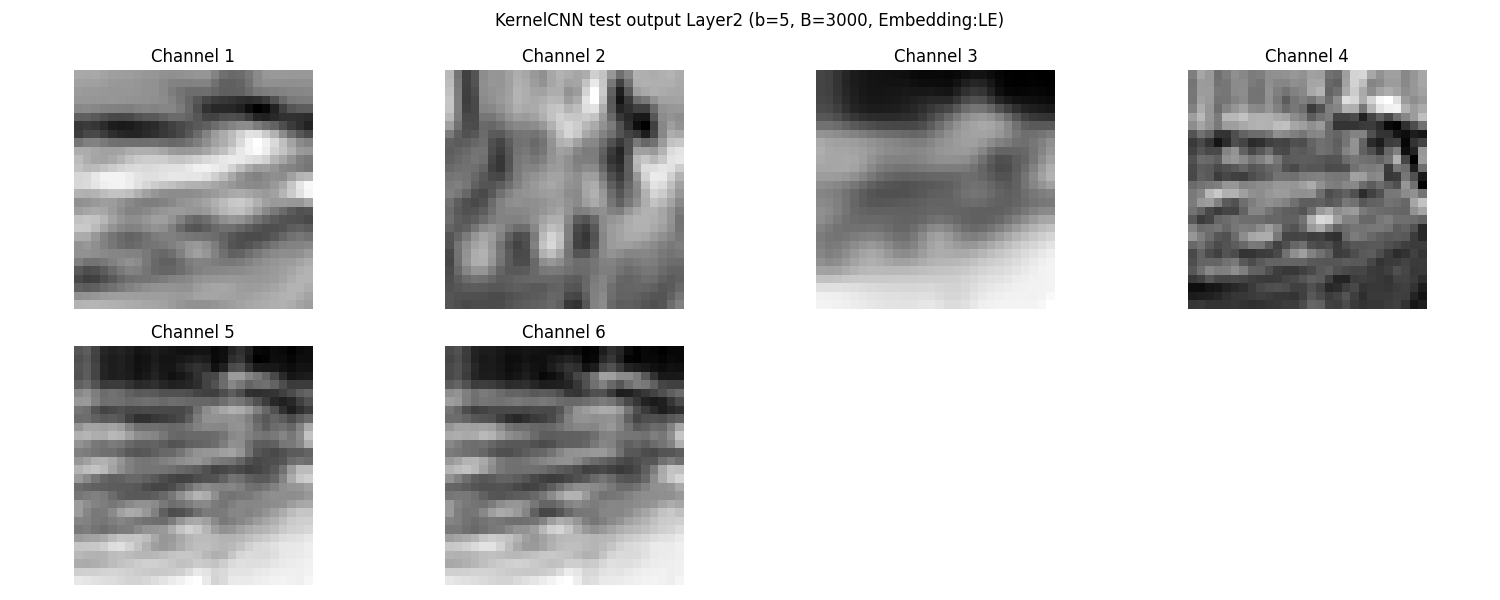 KernelCNN test output Layer2 (b=5, B=3000, Embedding:LE)
Channel 1
Channel 2
Channel 3
Channel 4
Channel 5
Channel 6